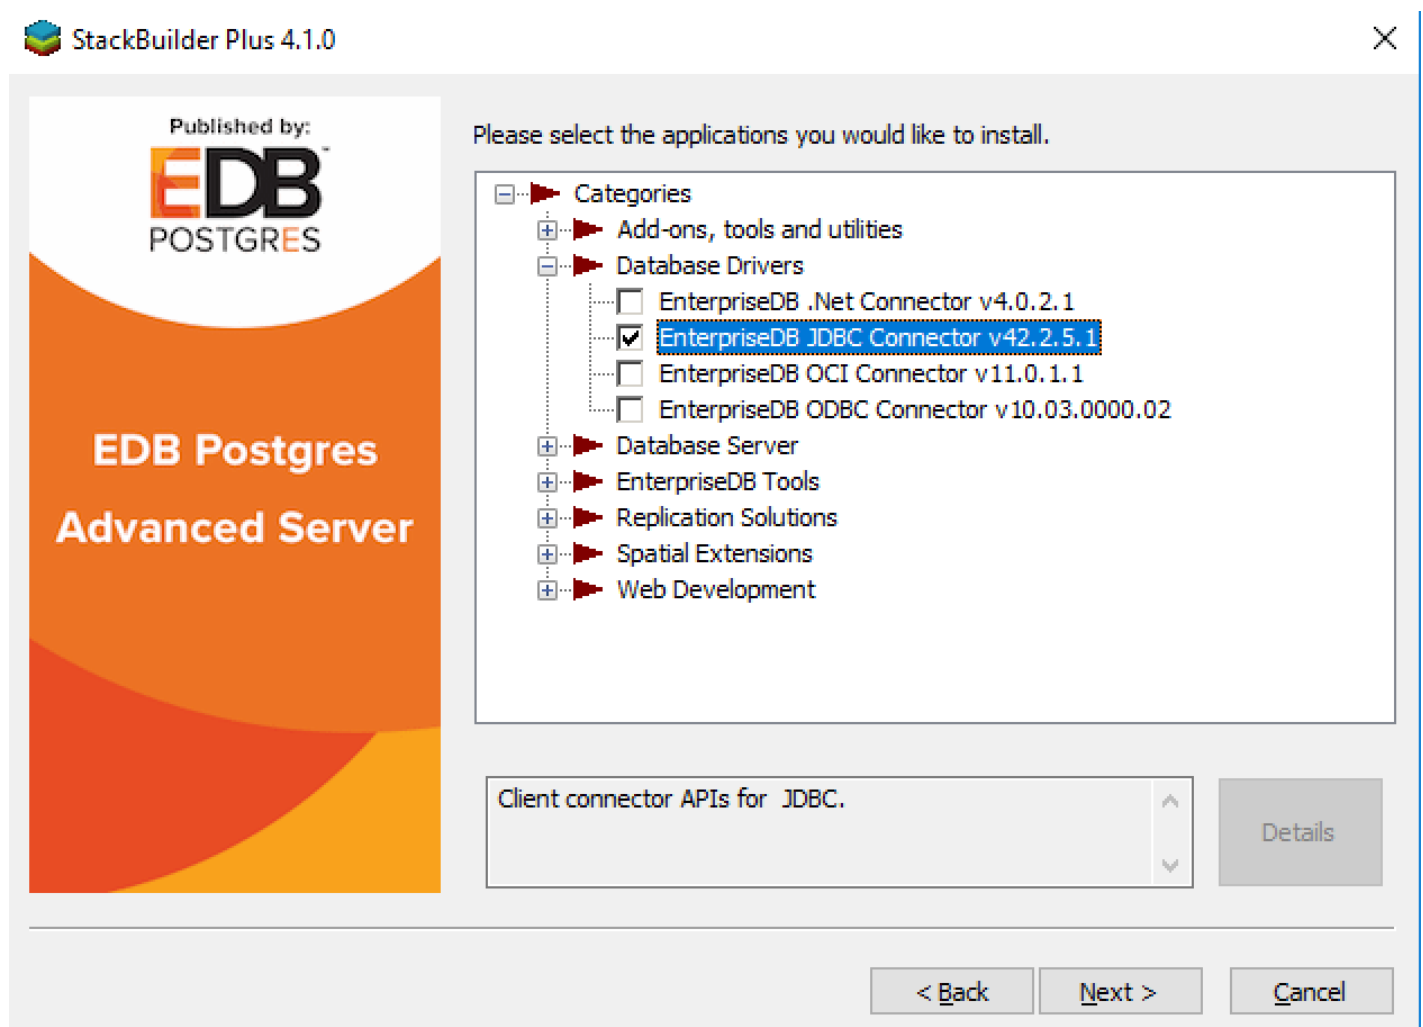 StackBuilder Plus 4.1.0
Published by:
EDB™
POSTGRES
EDB Postgres
Advanced Server
Please select the applications you would like to install.
Categories
Add-ons, tools and utilities
Database Drivers
EnterpriseDB .Net Connector v4.0.2.1
EnterpriseDB JDBC Connector v42.2.5.1
EnterpriseDB OCI Connector v11.0.1.1
EnterpriseDB ODBC Connector v10.03.0000.02
Database Server
EnterpriseDB Tools
Replication Solutions
Spatial Extensions
Web Development
Client connector APIs for  JDBC.
Details
< Back
Next >
Cancel